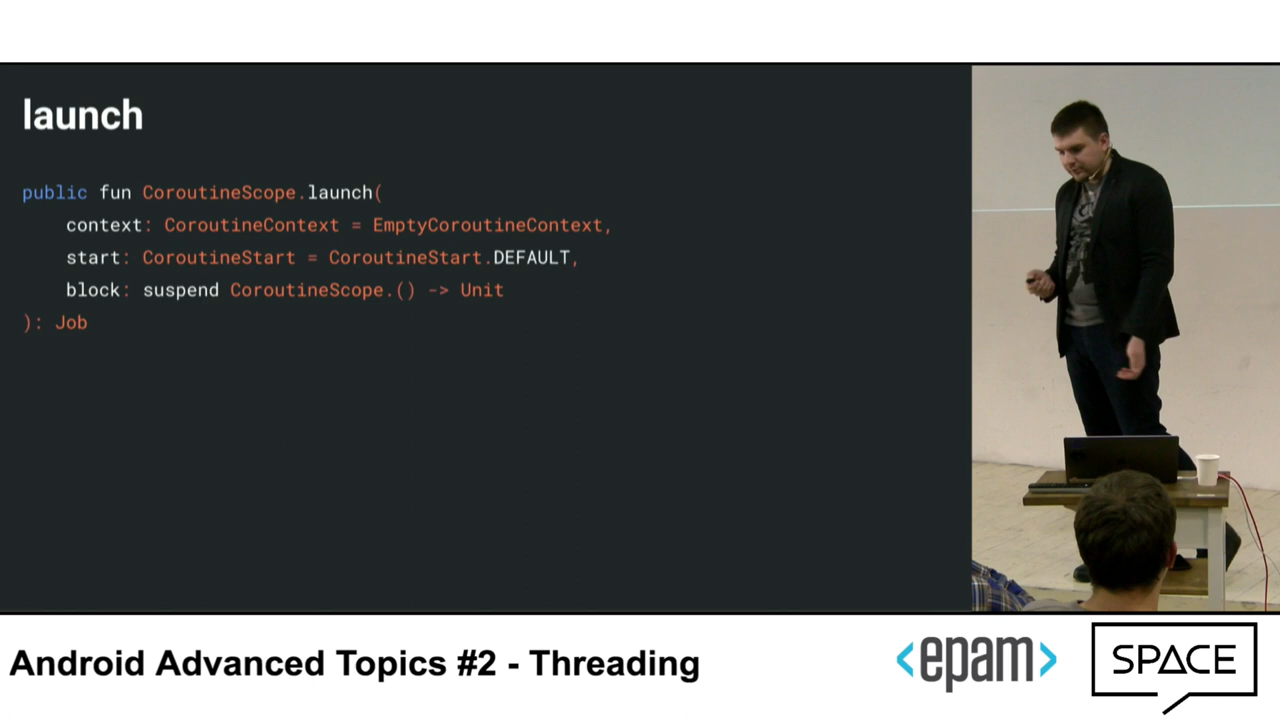 launch
public fun CoroutineScope.launch(
context: CoroutineContext = EmptyCoroutineContext,
start: CoroutineStart = CoroutineStart.DEFAULT,
block: suspend CoroutineScope.() -> Unit
): Job
Android Advanced Topics #2 - Threading
<epam>
SPACE